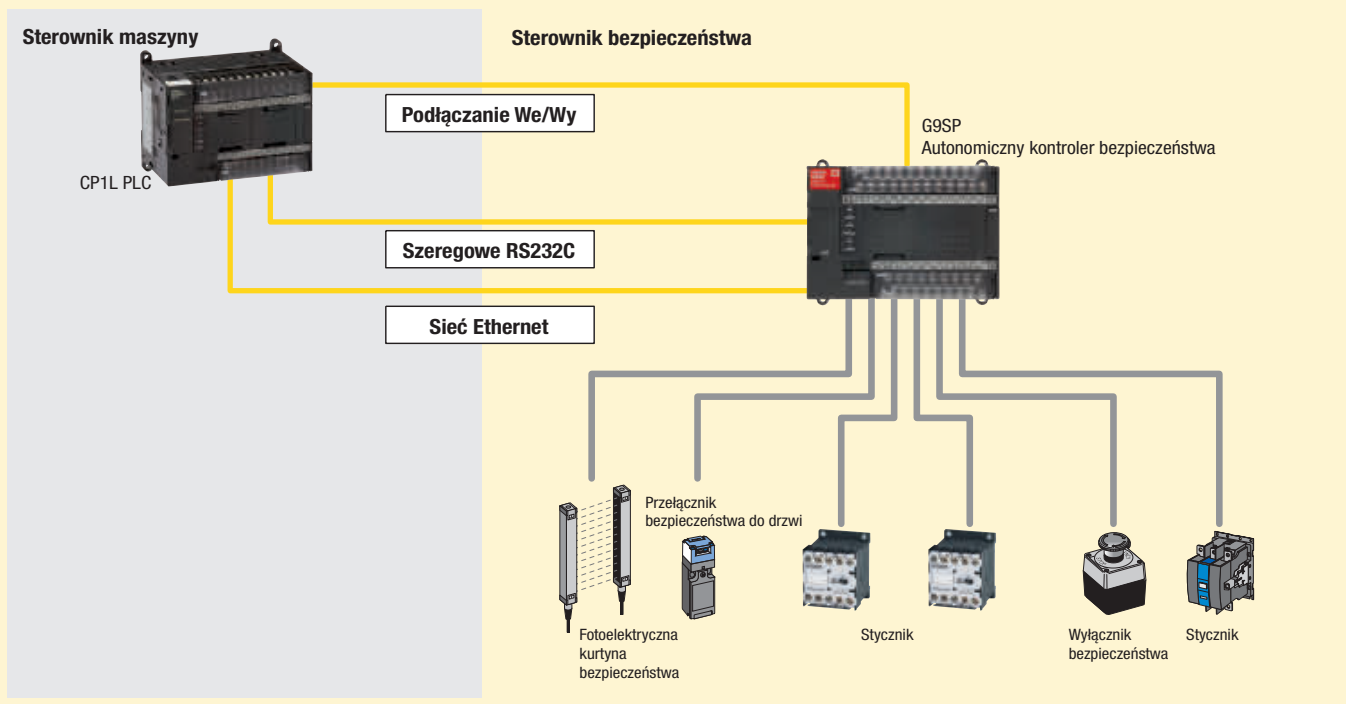 Sterownik maszyny
Sterownik bezpieczeństwa
Podłączanie We/Wy
G9SP
Autonomiczny kontroler bezpieczeństwa
CP1L PLC
Szeregowe RS232C
Sieć Ethernet
Przełącznik
bezpieczeństwa do drzwi
Fotoelektryczna
kurtyna
bezpieczeństwa
Stycznik
Wyłącznik
bezpieczeństwa
Stycznik